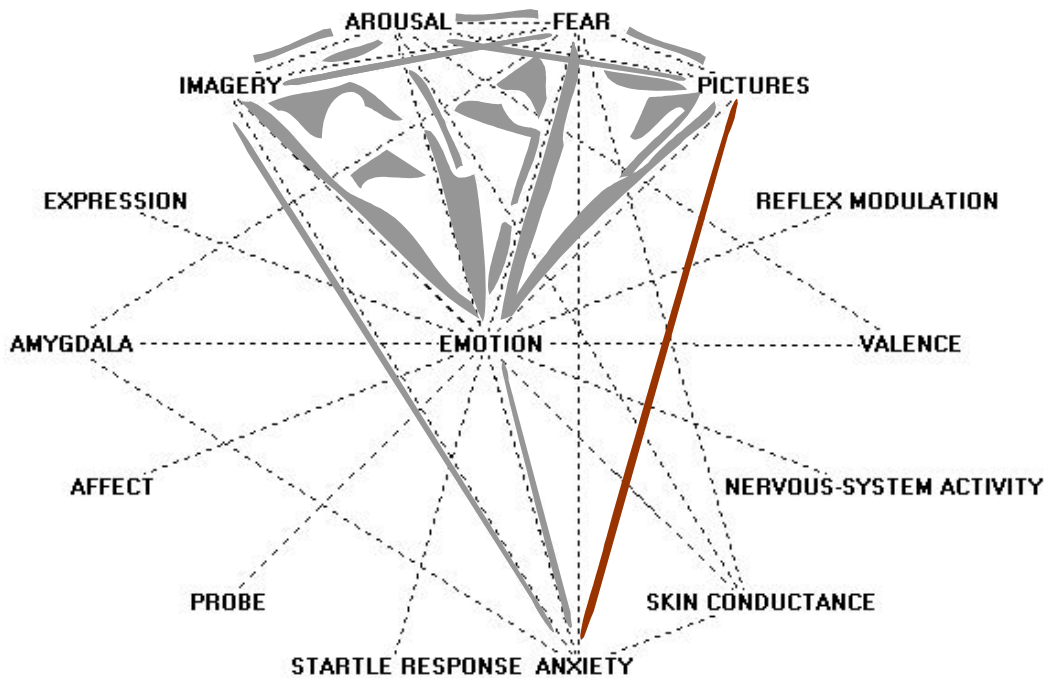 AROUSAL FEAR
IMAGERY PICTURES
EXPRESSION REFLEX MODULATION
AMYGDALA EMOTION VALENCE
AFFECT NERVOUS-SYSTEM ACTIVITY
PROBE SKIN CONDUCTANCE
STARTLE RESPONSE ANXIETY